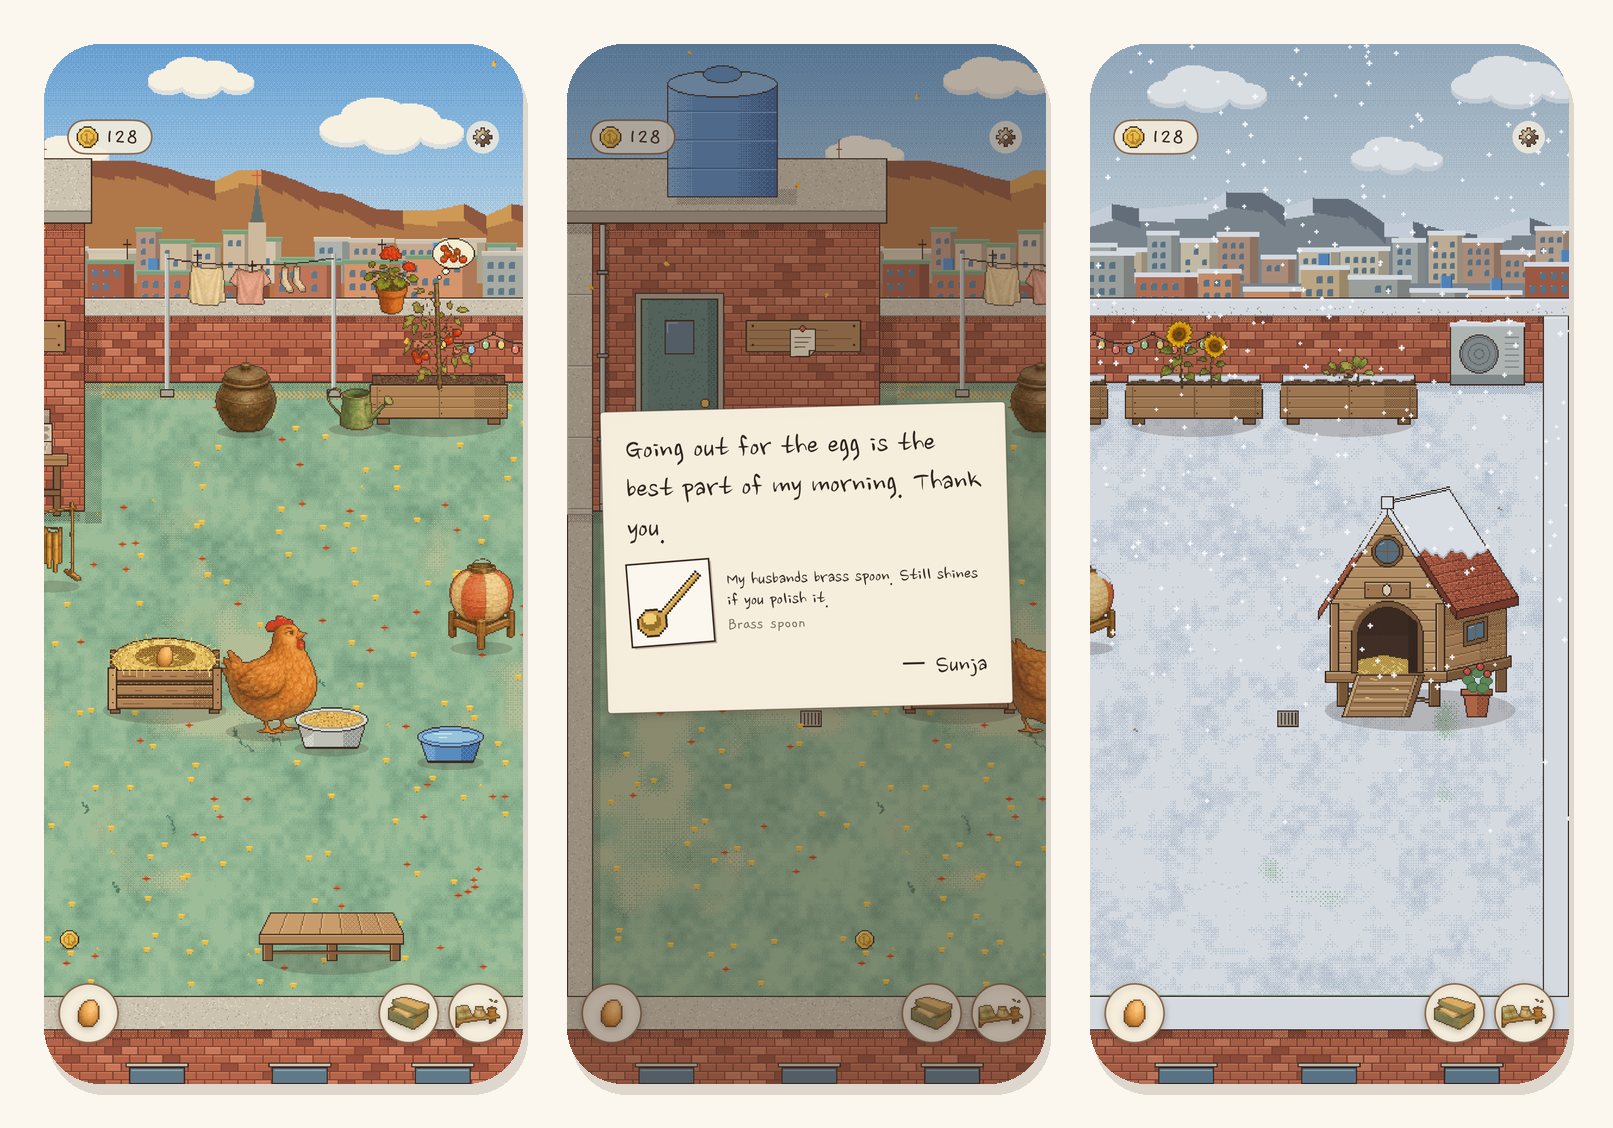 128
128
Going out for the egg is the
best part of my morning. Thank
you.
My husbands brass spoon. Still shines
if you polish it.
Brass spoon
— Sunja
128